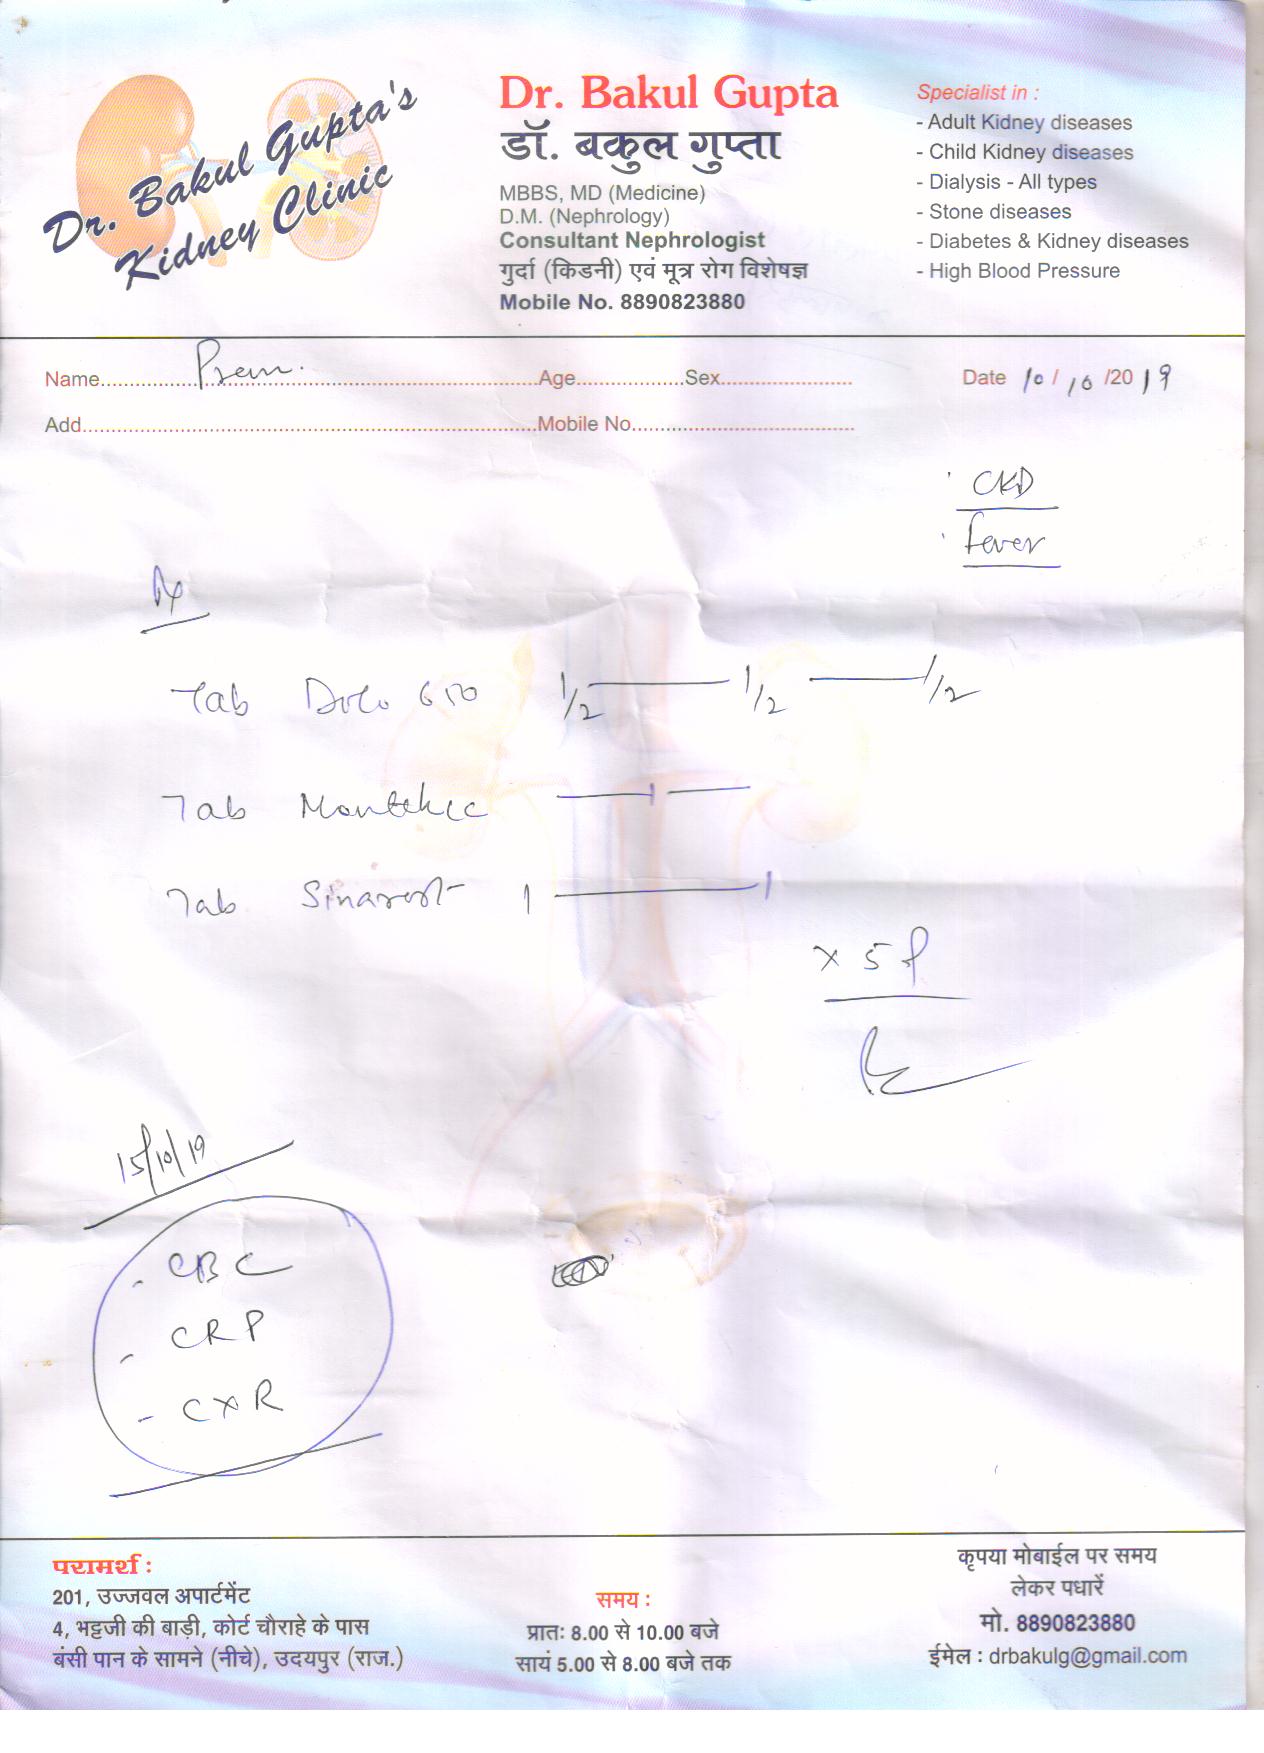 Dr. Bakul Gupta's
Kidney Clinic
Dr. Bakul Gupta
डॉ. बकुल गुप्ता
MBBS, MD (Medicine)
D.M. (Nephrology)
Consultant Nephrologist
गुर्दा (किडनी) एवं मूत्र रोग विशेषज्ञ
Mobile No. 8890823880
Specialist in :
- Adult Kidney diseases
- Child Kidney diseases
- Dialysis - All types
- Stone diseases
- Diabetes & Kidney diseases
- High Blood Pressure
Name Prem. Age Sex Date 10/10/2019
Add Mobile No.
CKD
fever
Rx
Tab Dolo 650 1/2 — 1/2 — 1/2
Tab Montek LC — 1 —
Tab Sinarest 1 — 1
x 5
15/10/19
- CBC
- CRP
- CXR
परामर्श :
201, उज्जवल अपार्टमेंट
4, भट्टजी की बाड़ी, कोर्ट चौराहे के पास
बंसी पान के सामने (नीचे), उदयपुर (राज.)
समय :
प्रातः 8.00 से 10.00 बजे
सायं 5.00 से 8.00 बजे तक
कृपया मोबाईल पर समय
लेकर पधारें
मो. 8890823880
ईमेल : drbakulg@gmail.com